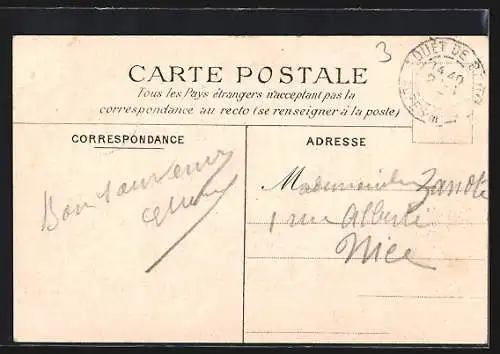 3
CARTE POSTALE
Tous les Pays étrangers n'acceptant pas la
correspondance au recto (se renseigner à la poste)
CORRESPONDANCE
ADRESSE
Bon souvenir
Mademoiselle
1 rue Alberti
Nice